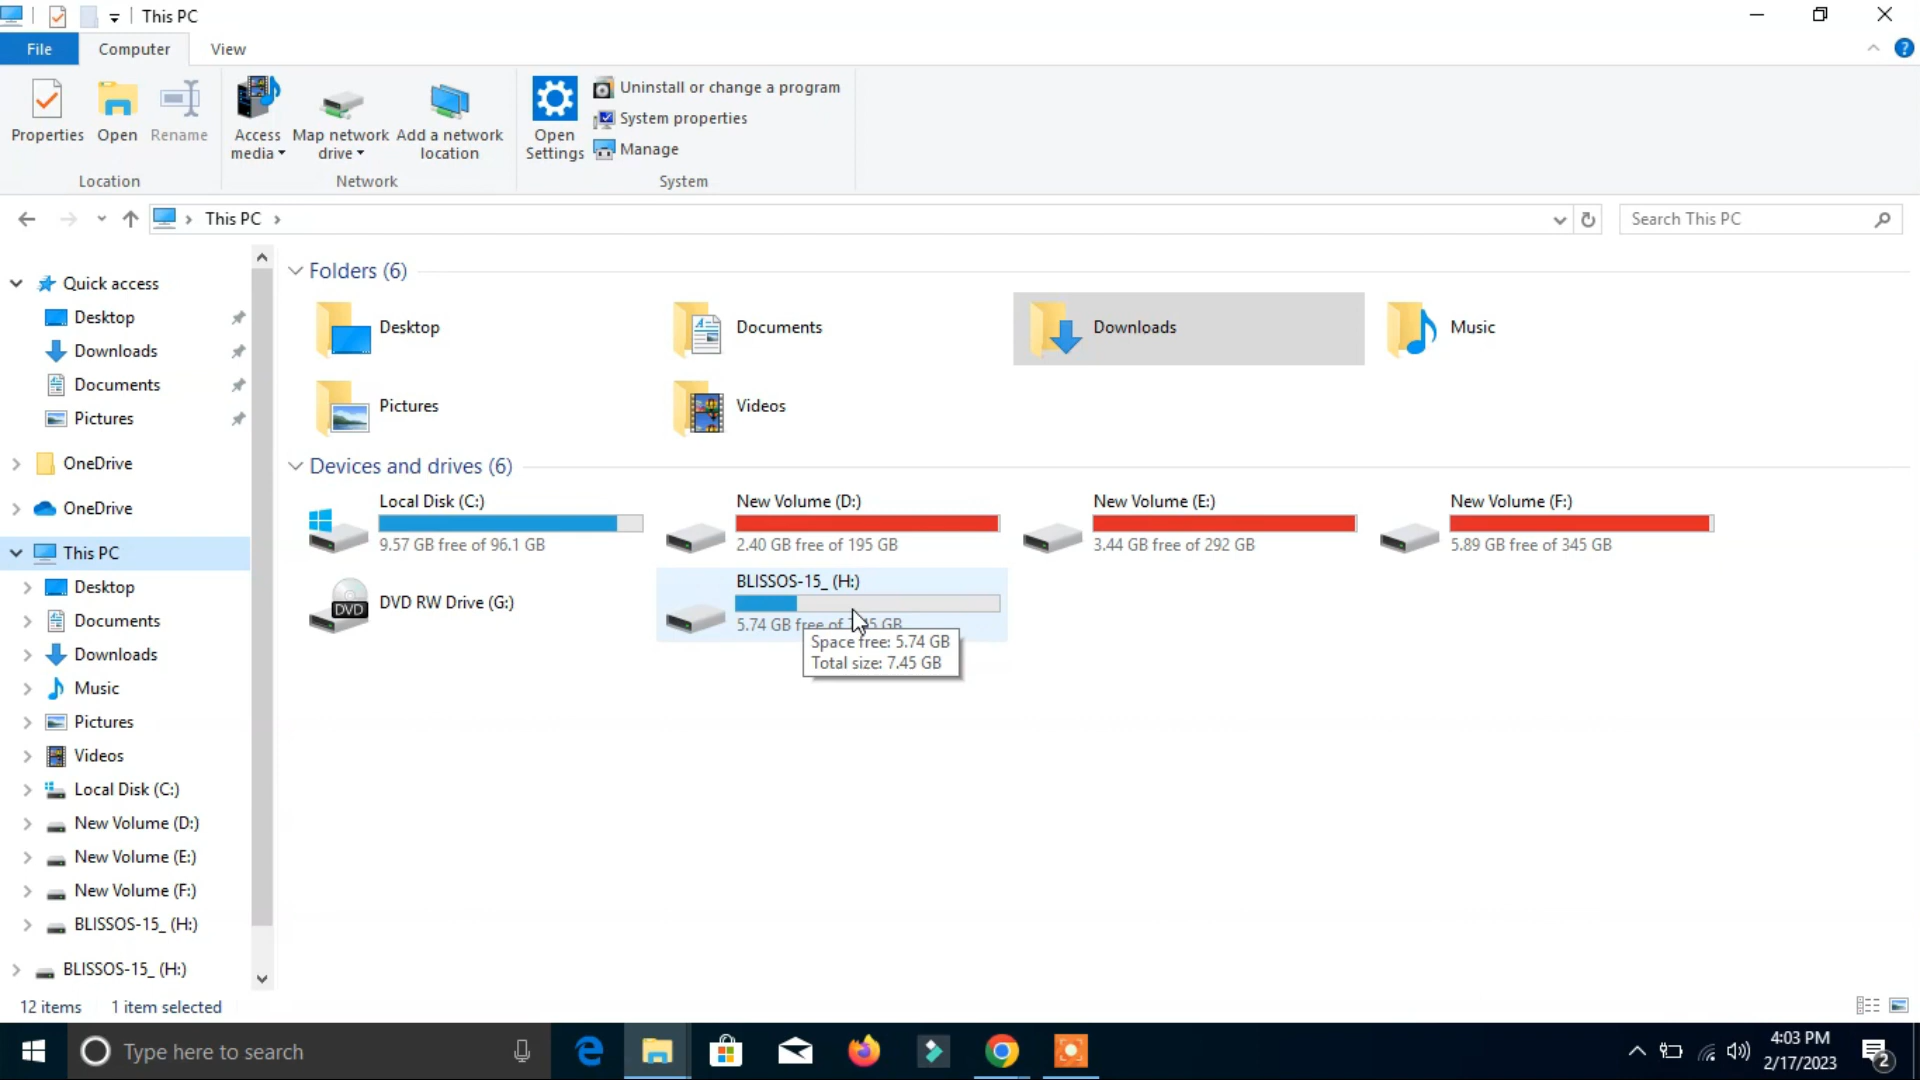 This PC
File Computer View
Properties Open Rename
Access media
Map network drive
Add a network location
Open Settings
Uninstall or change a program
System properties
Manage
Location Network System
This PC
Search This PC
Quick access
Desktop
Downloads
Documents
Pictures
OneDrive
OneDrive
This PC
Desktop
Documents
Downloads
Music
Pictures
Videos
Local Disk (C:)
New Volume (D:)
New Volume (E:)
New Volume (F:)
BLISSOS-15_ (H:)
BLISSOS-15_ (H:)
Folders (6)
Desktop
Documents
Downloads
Music
Pictures
Videos
Devices and drives (6)
Local Disk (C:)
9.57 GB free of 96.1 GB
New Volume (D:)
2.40 GB free of 195 GB
New Volume (E:)
3.44 GB free of 292 GB
New Volume (F:)
5.89 GB free of 345 GB
DVD
DVD RW Drive (G:)
BLISSOS-15_ (H:)
5.74 GB free of 7.45 GB
Space free: 5.74 GB
Total size: 7.45 GB
12 items 1 item selected
Type here to search
4:03 PM
2/17/2023
2